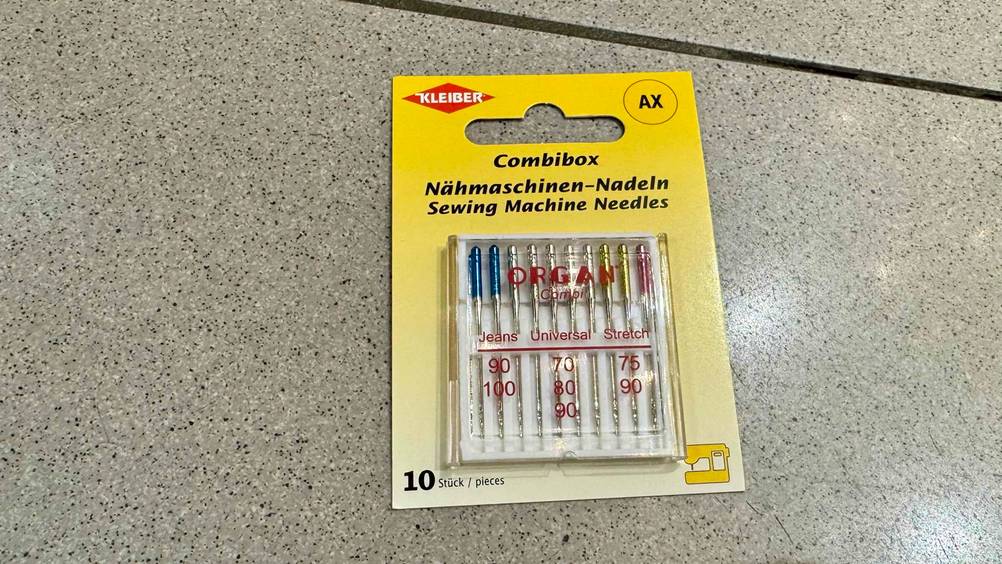 KLEIBER
AX
Combibox
Nähmaschinen-Nadeln
Sewing Machine Needles
ORGAN
Combi
Jeans Universal Stretch
90 70 75
100 80 90
90
10 Stück / pieces